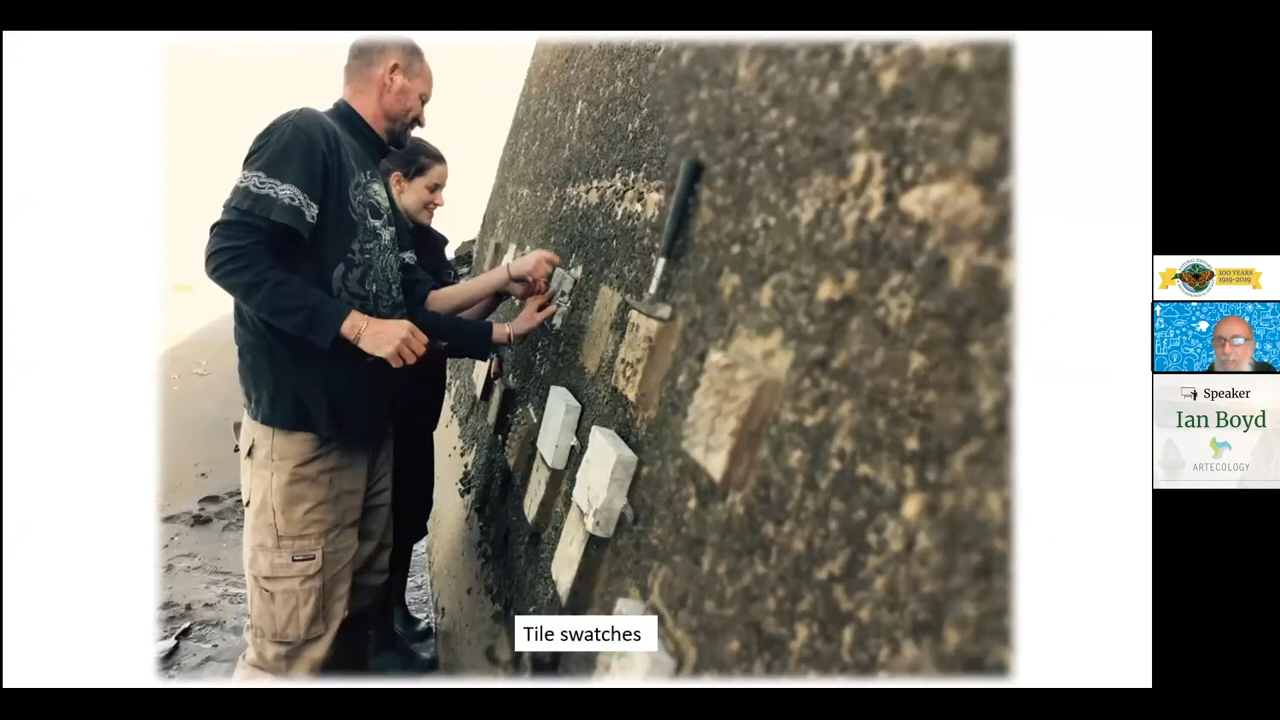 Tile swatches
100 YEARS
1919-2019
Speaker
Ian Boyd
ARTECOLOGY